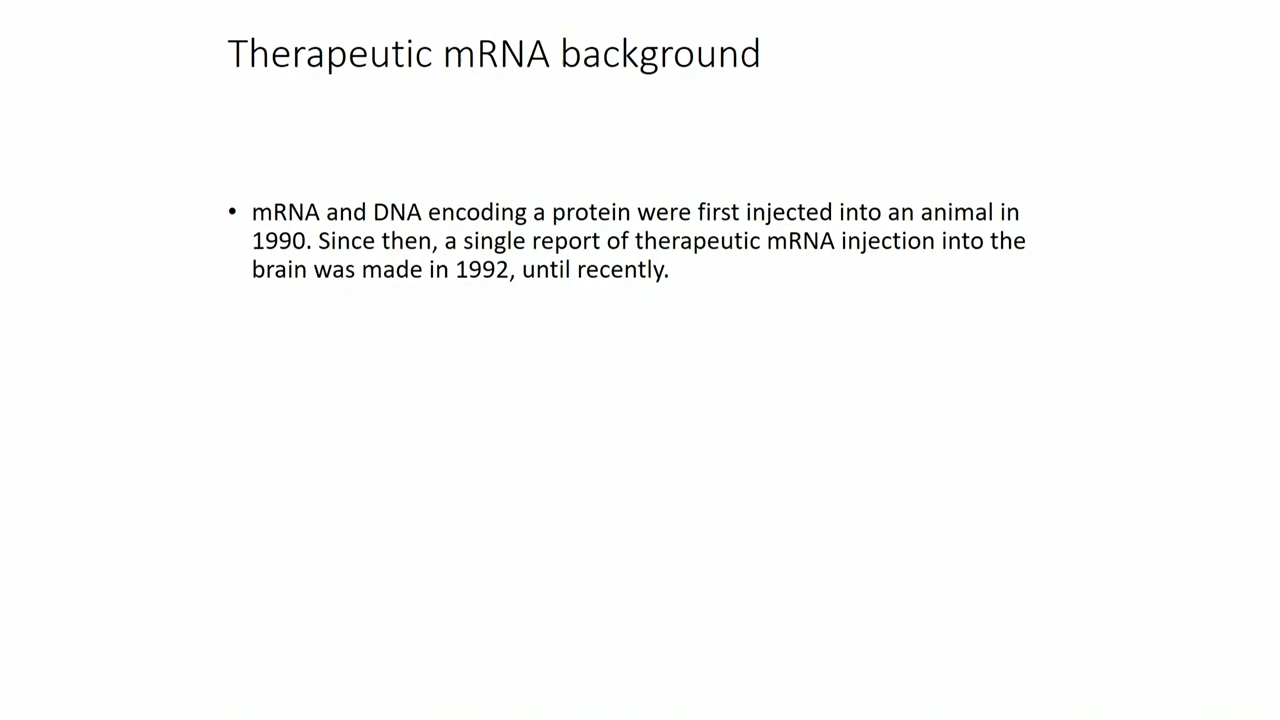 Therapeutic mRNA background
• mRNA and DNA encoding a protein were first injected into an animal in
1990. Since then, a single report of therapeutic mRNA injection into the
brain was made in 1992, until recently.